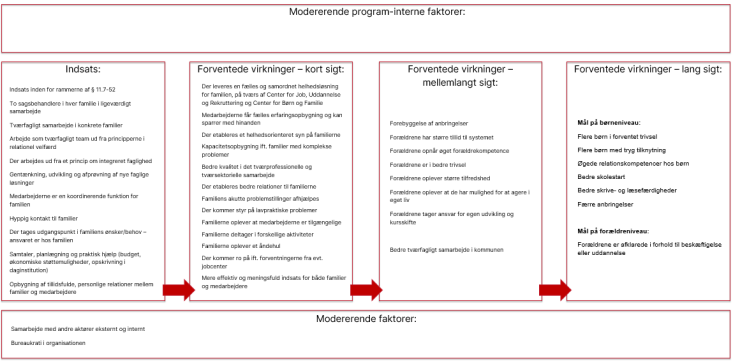 Modererende program-interne faktorer:
Indsats:
Indsats inden for rammerne af § 11.7-52
To sagsbehandlere i hver familie i ligeværdigt
samarbejde
Tværfagligt samarbejde i konkrete familier
Arbejde som tværfagligt team ud fra principperne i
relationel velfærd
Der arbejdes ud fra et princip om integreret faglighed
Gentænkning, udvikling og afprøvning af nye faglige
løsninger
Medarbejderne er en koordinerende funktion for
familien
Hyppig kontakt til familier
Der tages udgangspunkt i familiens ønsker/behov –
ansvaret er hos familien
Samtaler, planlægning og praktisk hjælp (budget,
økonomiske støttemuligheder, opskrivning i
daginstitution)
Opbygning af tillidsfulde, personlige relationer mellem
familier og medarbejdere
Forventede virkninger – kort sigt:
Der leveres en fælles og samordnet helhedsløsning
for familien, på tværs af Center for Job, Uddannelse
og Rekruttering og Center for Børn og Familie
Medarbejderne får fælles erfaringsopbygning og kan
sparrer med hinanden
Der etableres et helhedsorienteret syn på familierne
Kapacitetsopbygning ift. familier med komplekse
problemer
Bedre kvalitet i det tværprofessionelle og
tværsektorielle samarbejde
Der etableres bedre relationer til familierne
Familiens akutte problemstillinger afhjælpes
Der kommer styr på lavpraktiske problemer
Familierne oplever at medarbejderne er tilgængelige
Familierne deltager i forskellige aktiviteter
Familierne oplever et åndehul
Der kommer ro på ift. forventningerne fra evt.
jobcenter
Mere effektiv og meningsfuld indsats for både familier
og medarbejdere
Forventede virkninger –
mellemlangt sigt:
Forebyggelse af anbringelser
Forældrene har større tillid til systemet
Forældrene opnår øget forældrekompetence
Forældrene er i bedre trivsel
Forældrene oplever større tilfredshed
Forældrene oplever at de har mulighed for at agere i
eget liv
Forældrene tager ansvar for egen udvikling og
kursskifte
Bedre tværfagligt samarbejde i kommunen
Forventede virkninger – lang sigt:
Mål på børneniveau:
Flere børn i forventet trivsel
Flere børn med tryg tilknytning
Øgede relationskompetencer hos børn
Bedre skolestart
Bedre skrive- og læsefærdigheder
Færre anbringelser
Mål på forældreniveau:
Forældrene er afklarede i forhold til beskæftigelse
eller uddannelse
Modererende faktorer:
Samarbejde med andre aktører eksternt og internt
Bureaukrati i organisationen